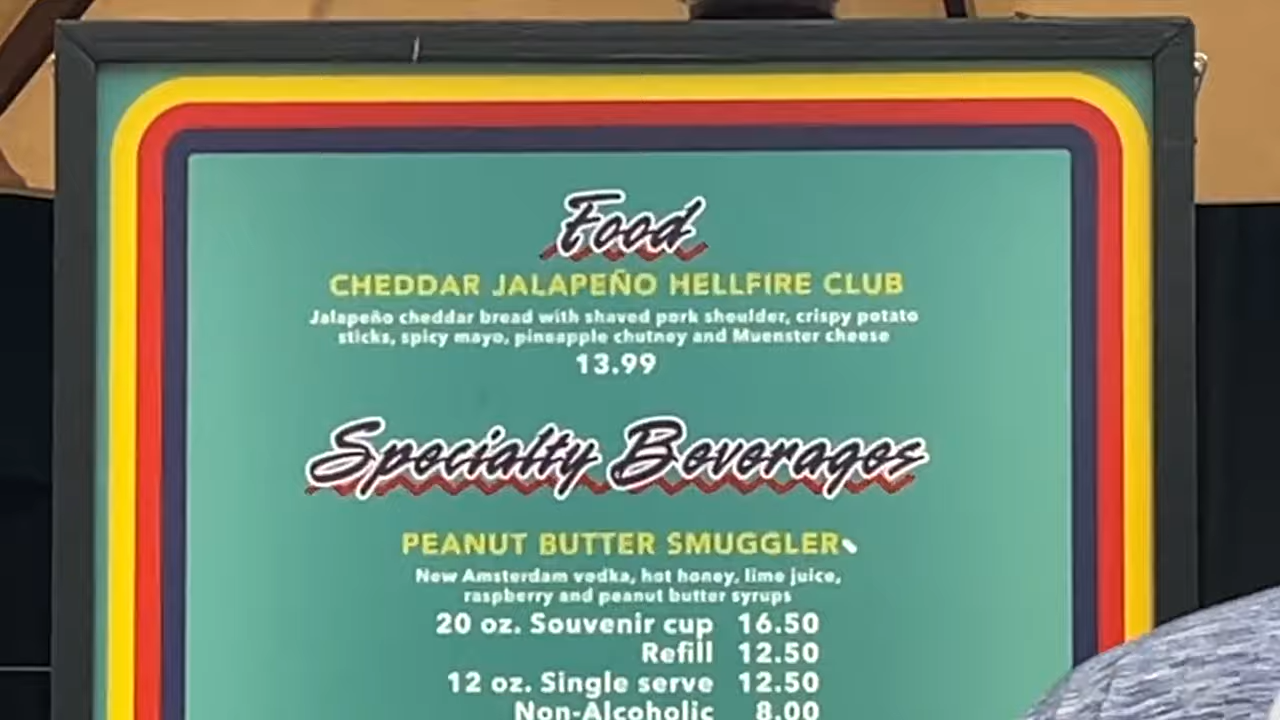 Food
CHEDDAR JALAPEÑO HELLFIRE CLUB
Jalapeño cheddar bread with shaved pork shoulder, crispy potato
sticks, spicy mayo, pineapple chutney and Muenster cheese
13.99
Specialty Beverages
PEANUT BUTTER SMUGGLER
New Amsterdam vodka, hot honey, lime juice,
raspberry and peanut butter syrups
20 oz. Souvenir cup 16.50
Refill 12.50
12 oz. Single serve 12.50
Non-Alcoholic 8.00